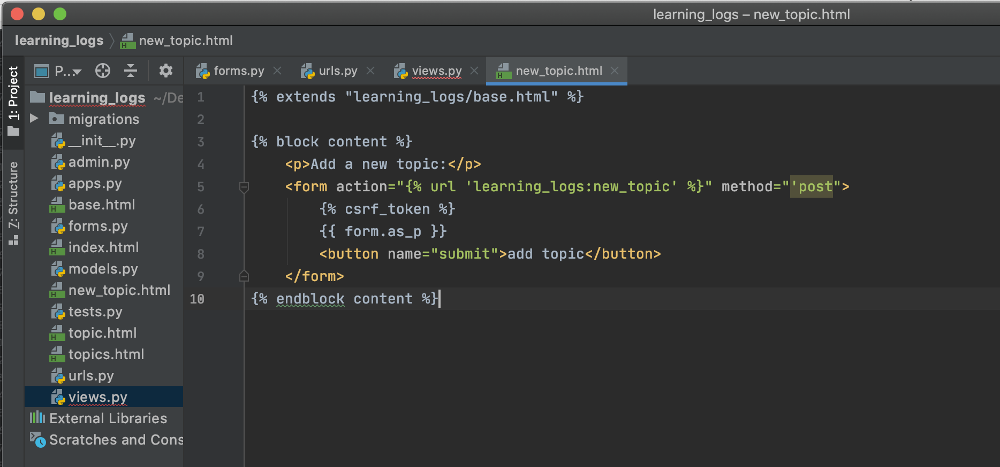 learning_logs – new_topic.html
learning_logs new_topic.html
P... forms.py urls.py views.py new_topic.html
1: Project
7: Structure
learning_logs ~/De
migrations
__init__.py
admin.py
apps.py
base.html
forms.py
index.html
models.py
new_topic.html
tests.py
topic.html
topics.html
urls.py
views.py
External Libraries
Scratches and Cons
1 {% extends "learning_logs/base.html" %}
2
3 {% block content %}
4 <p>Add a new topic:</p>
5 <form action="{% url 'learning_logs:new_topic' %}" method="'post">
6 {% csrf_token %}
7 {{ form.as_p }}
8 <button name="submit">add topic</button>
9 </form>
10 {% endblock content %}